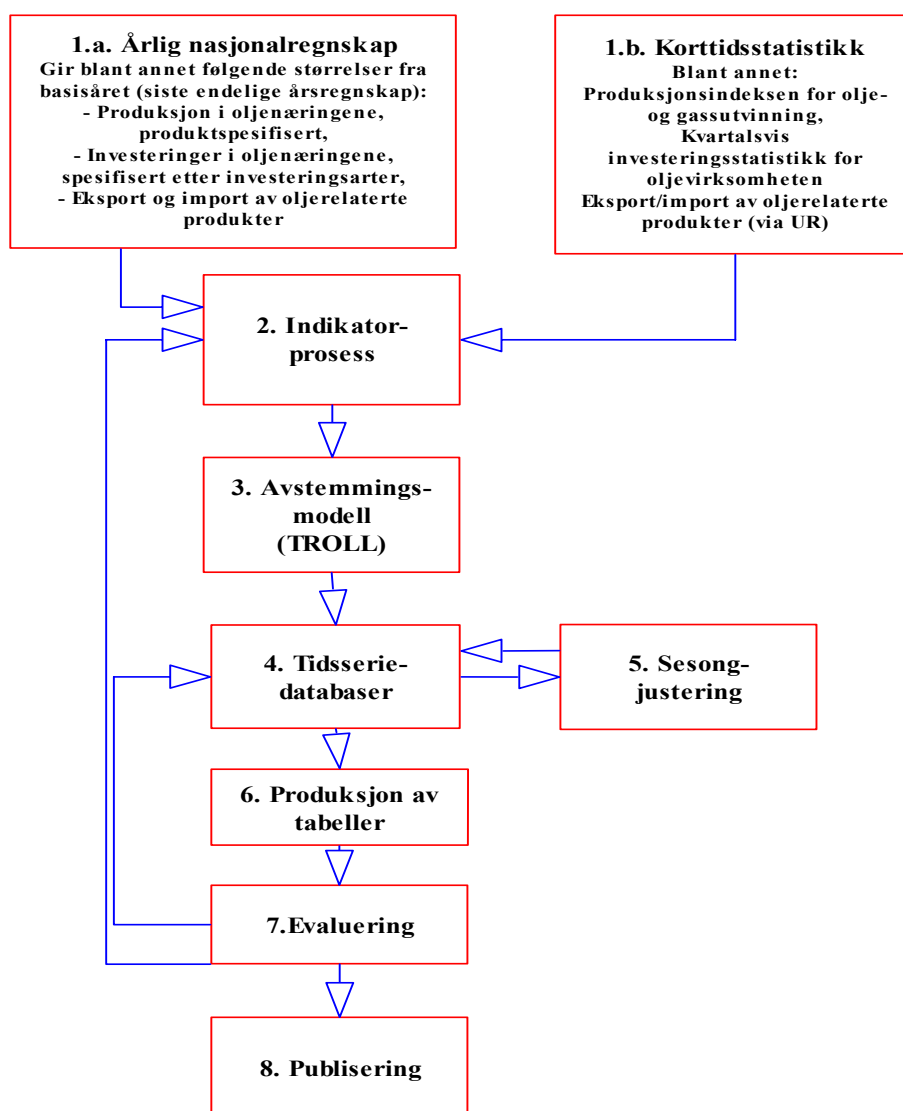 1.a. Årlig nasjonalregnskap
Gir blant annet følgende størrelser fra
basisåret (siste endelige årsregnskap):
- Produksjon i oljenæringene,
produktspesifisert,
- Investeringer i oljenæringene,
spesifisert etter investeringsarter,
- Eksport og import av oljerelaterte
produkter
1.b. Korttidsstatistikk
Blant annet:
Produksjonsindeksen for olje-
og gassutvinning,
Kvartalsvis
investeringsstatistikk for
oljevirksomheten
Eksport/import av oljerelaterte
produkter (via UR)
2. Indikator-
prosess
3. Avstemmings-
modell
(TROLL)
4. Tidsserie-
databaser
5. Sesong-
justering
6. Produksjon av
tabeller
7.Evaluering
8. Publisering